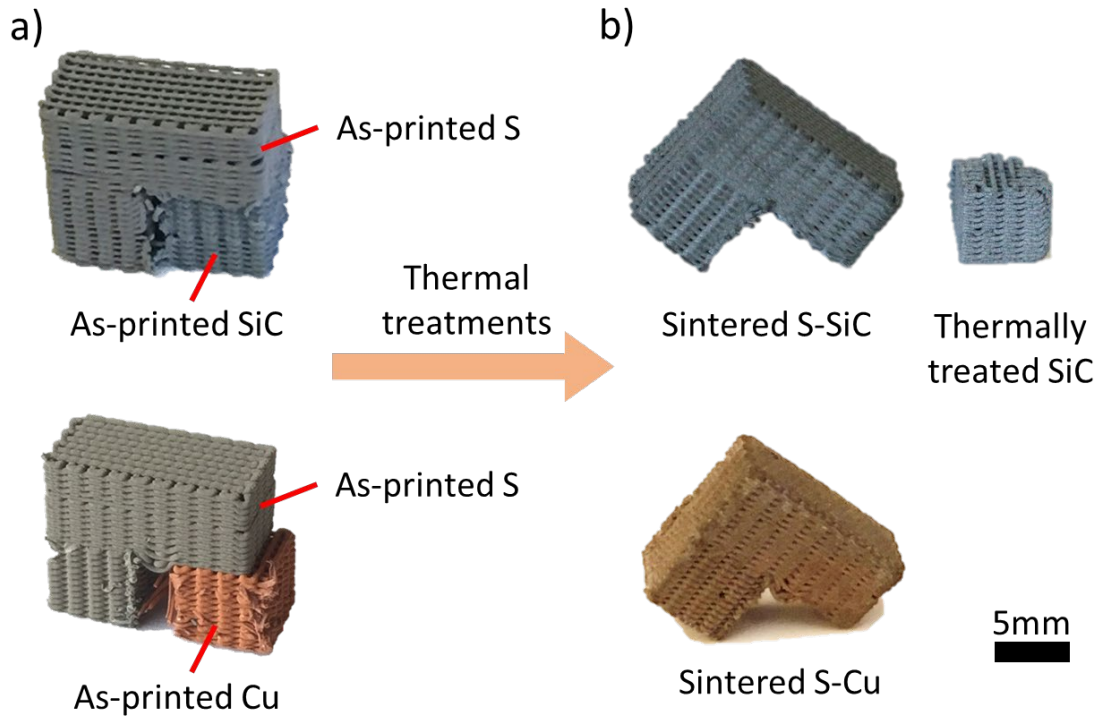 a)
As-printed S
As-printed SiC
Thermal
treatments
b)
Sintered S-SiC
Thermally
treated SiC
As-printed S
As-printed Cu
Sintered S-Cu
5mm